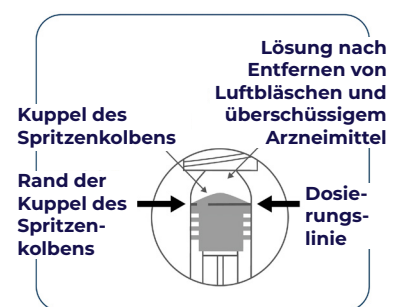 Lösung nach
Entfernen von
Luftbläschen und
überschüssigem
Arzneimittel
Kuppel des
Spritzenkolbens
Rand der
Kuppel des
Spritzen-
kolbens
Dosie-
rungs-
linie